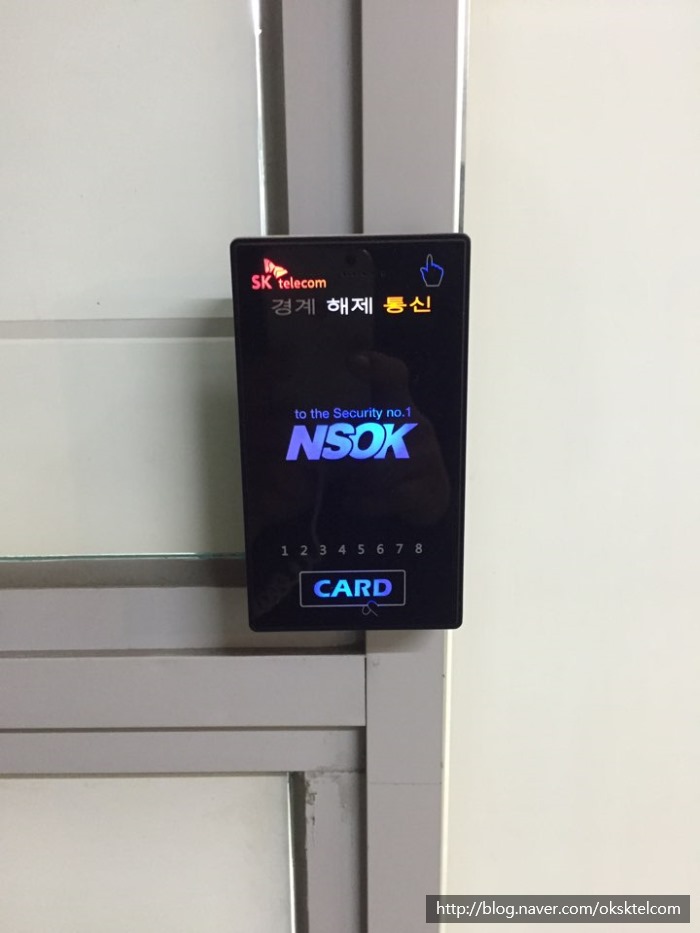 SK telecom
경계 해제 통신
to the Security no.1
NSOK
1 2 3 4 5 6 7 8
CARD
http://blog.naver.com/oksktelcom